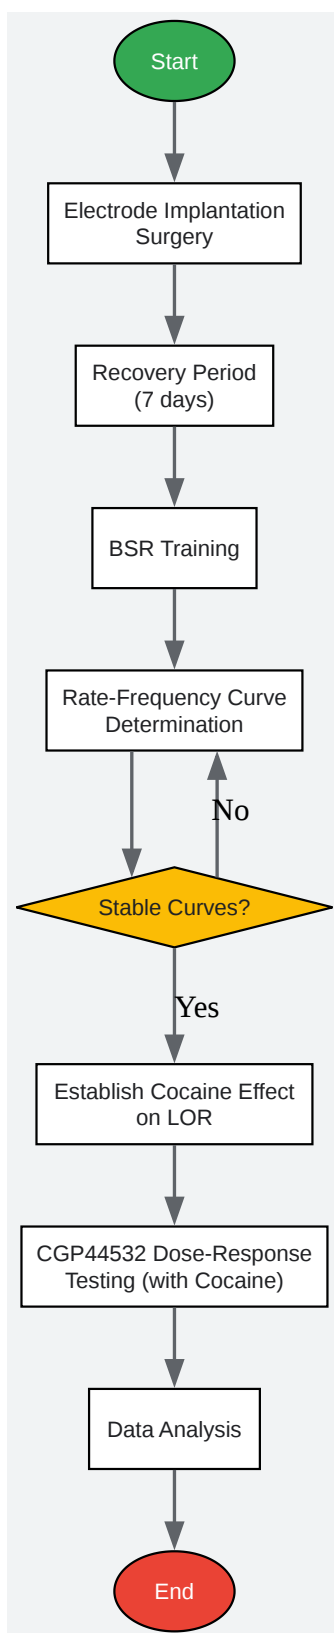 Start
Electrode Implantation
Surgery
Recovery Period
(7 days)
BSR Training
Rate-Frequency Curve
Determination
No
Stable Curves?
Yes
Establish Cocaine Effect
on LOR
CGP44532 Dose-Response
Testing (with Cocaine)
Data Analysis
End